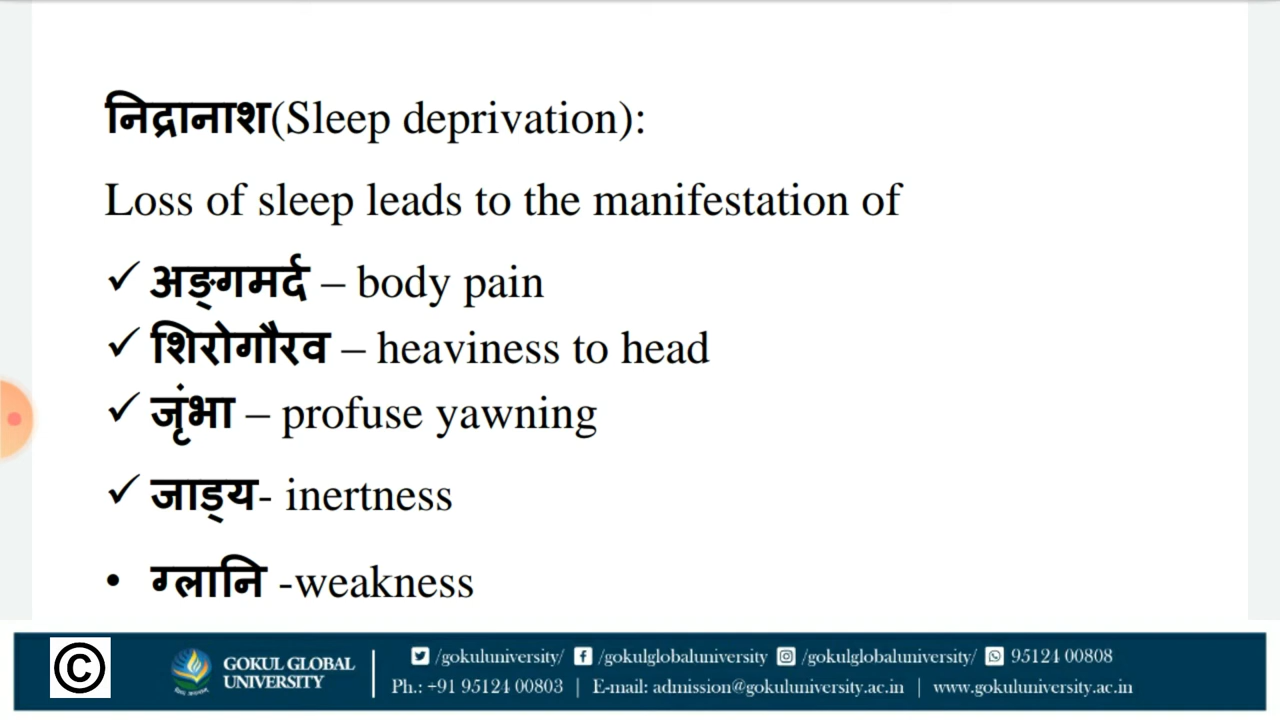 निद्रानाश(Sleep deprivation):
Loss of sleep leads to the manifestation of
✓ अङ्गमर्द – body pain
✓ शिरोगौरव – heaviness to head
✓ जृंभा – profuse yawning
✓ जाड्य- inertness
• ग्लानि -weakness
© GOKUL GLOBAL UNIVERSITY
/gokuluniversity/ /gokulglobaluniversity /gokulglobaluniversity/ 95124 00808
Ph.: +91 95124 00803 | E-mail: admission@gokuluniversity.ac.in | www.gokuluniversity.ac.in